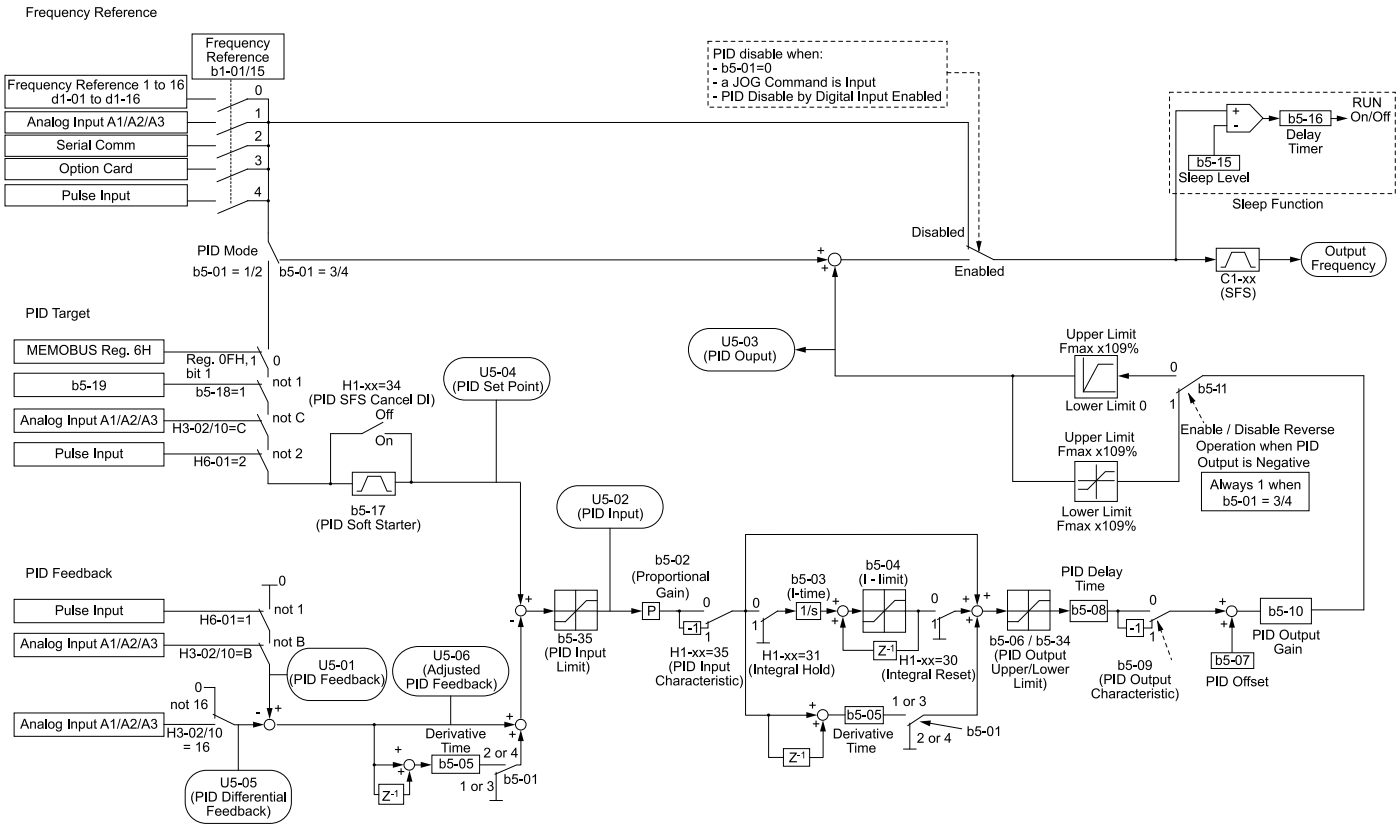 Frequency Reference
Frequency
Reference
b1-01/15
Frequency Reference 1 to 16
d1-01 to d1-16
0
Analog Input A1/A2/A3
1
Serial Comm
2
Option Card
3
Pulse Input
4
PID disable when:
- b5-01=0
- a JOG Command is Input
- PID Disable by Digital Input Enabled
+
-
b5-16
Delay
Timer
RUN
On/Off
b5-15
Sleep Level
Sleep Function
PID Mode
b5-01 = 1/2
b5-01 = 3/4
+
+
Disabled
Enabled
C1-xx
(SFS)
Output
Frequency
PID Target
MEMOBUS Reg. 6H
Reg. 0FH,
bit 1
1
0
b5-19
b5-18=1
not 1
Analog Input A1/A2/A3
H3-02/10=C
not C
Pulse Input
H6-01=2
not 2
H1-xx=34
(PID SFS Cancel DI)
Off
On
b5-17
(PID Soft Starter)
U5-04
(PID Set Point)
U5-03
(PID Ouput)
Upper Limit
Fmax x109%
Lower Limit 0
0
1
b5-11
Upper Limit
Fmax x109%
Lower Limit
Fmax x109%
Enable / Disable Reverse
Operation when PID
Output is Negative
Always 1 when
b5-01 = 3/4
PID Feedback
0
Pulse Input
H6-01=1
not 1
Analog Input A1/A2/A3
H3-02/10=B
not B
U5-01
(PID Feedback)
0
not 16
Analog Input A1/A2/A3
H3-02/10
= 16
-
+
U5-05
(PID Differential
Feedback)
U5-06
(Adjusted
PID Feedback)
Derivative
Time
+
+
b5-05
Z-1
2 or 4
1 or 3
b5-01
+
+
+
-
b5-35
(PID Input
Limit)
U5-02
(PID Input)
b5-02
(Proportional
Gain)
P
-1
0
1
H1-xx=35
(PID Input
Characteristic)
0
1
H1-xx=31
(Integral Hold)
b5-03
(I-time)
1/s
+
+
b5-04
(I - limit)
Z-1
0
1
H1-xx=30
(Integral Reset)
+
+
+
Z-1
+
+
b5-05
Derivative
Time
1 or 3
2 or 4
b5-01
b5-06 / b5-34
(PID Output
Upper/Lower
Limit)
PID Delay
Time
b5-08
-1
0
1
b5-09
(PID Output
Characteristic)
+
+
b5-07
PID Offset
b5-10
PID Output
Gain